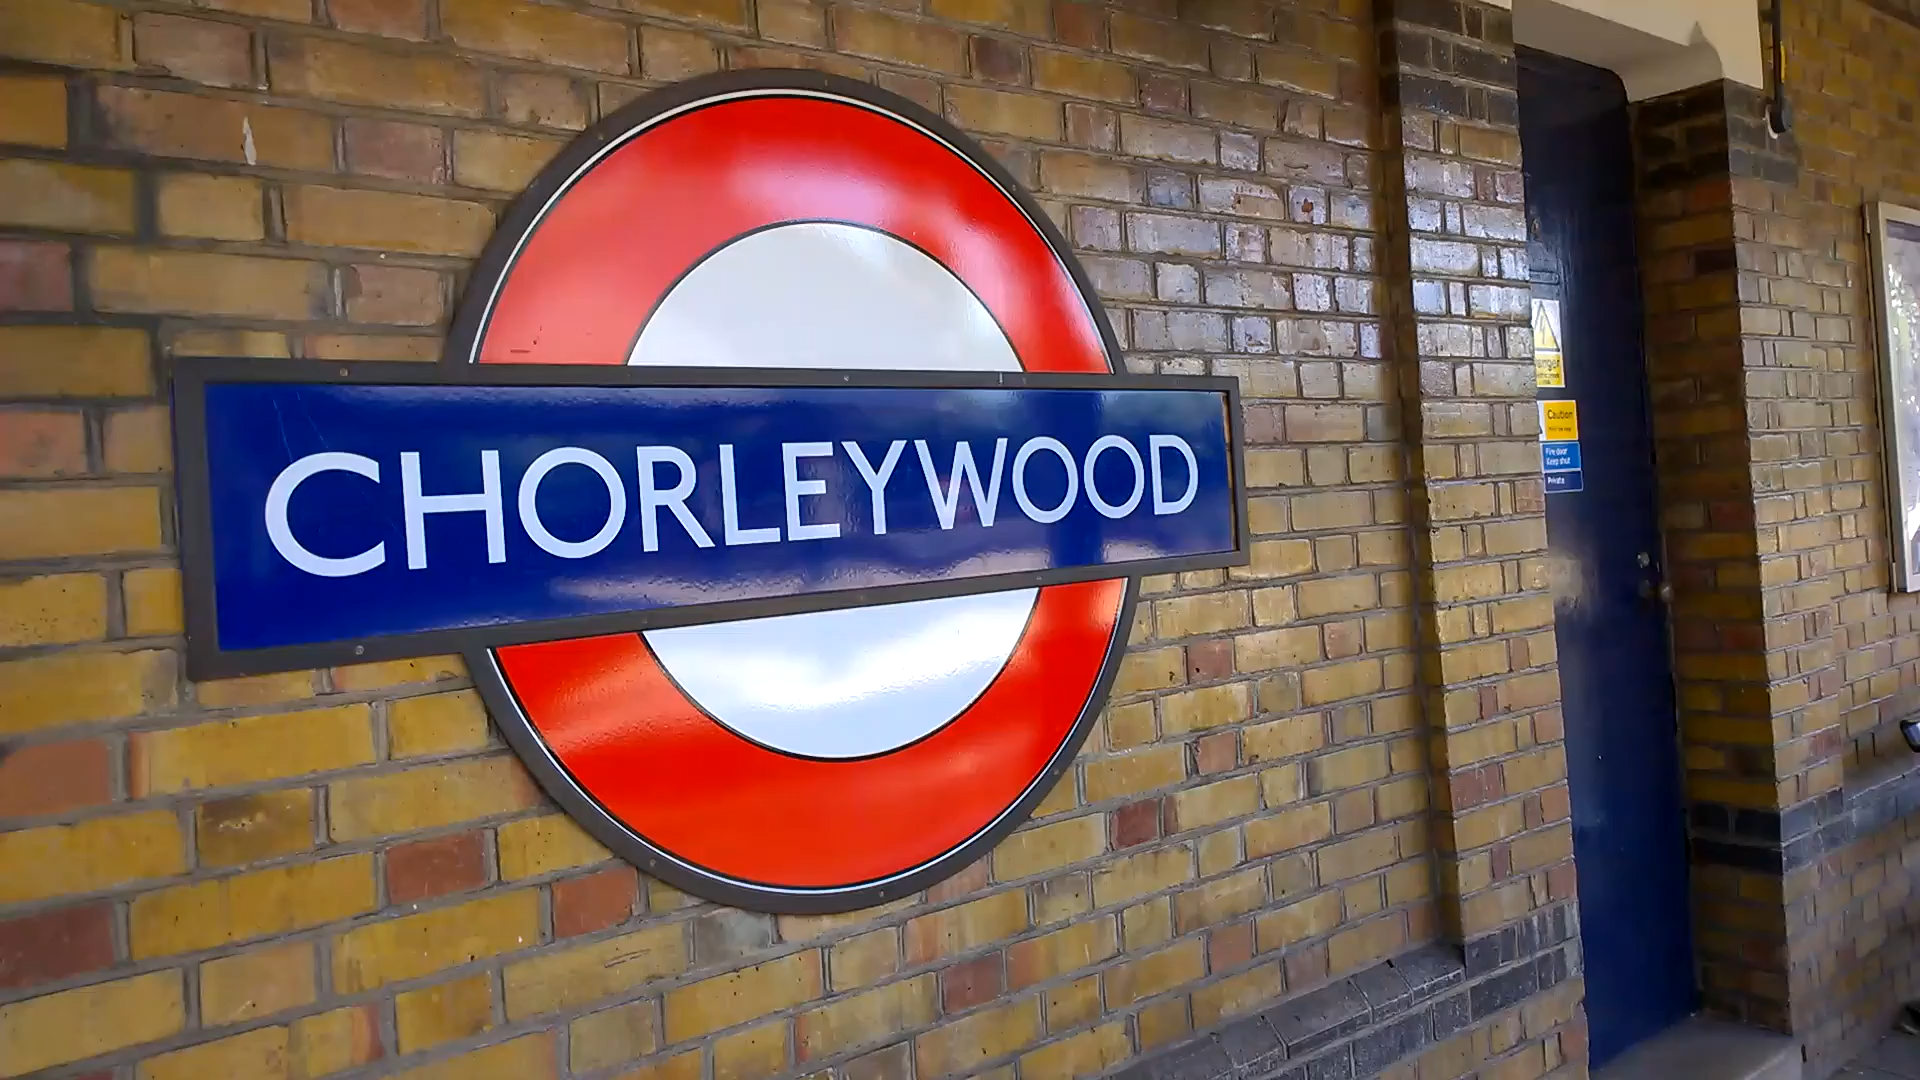 CHORLEYWOOD
Caution
Fire door
Keep shut
Private